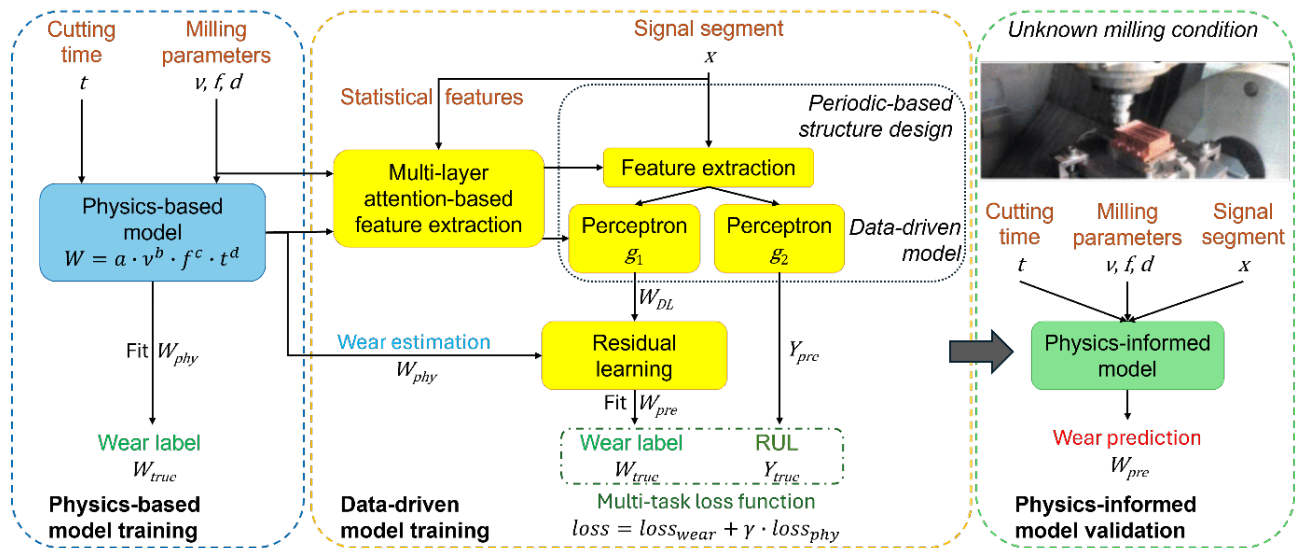 Cutting
time
t
Milling
parameters
v, f, d
Physics-based
model
W = a · v^b · f^c · t^d
Fit W_phy
Wear label
W_truc
Physics-based
model training
Signal segment
x
Statistical features
Periodic-based
structure design
Multi-layer
attention-based
feature extraction
Feature extraction
Perceptron
g_1
Perceptron
g_2
Data-driven
model
W_DL
Wear estimation
W_phy
Residual
learning
Y_prc
Fit W_pre
Wear label
W_truc
RUL
Y_truc
Multi-task loss function
loss = loss_wear + γ · loss_phy
Data-driven
model training
Unknown milling condition
Cutting
time
t
Milling
parameters
v, f, d
Signal
segment
x
Physics-informed
model
Wear prediction
W_pre
Physics-informed
model validation